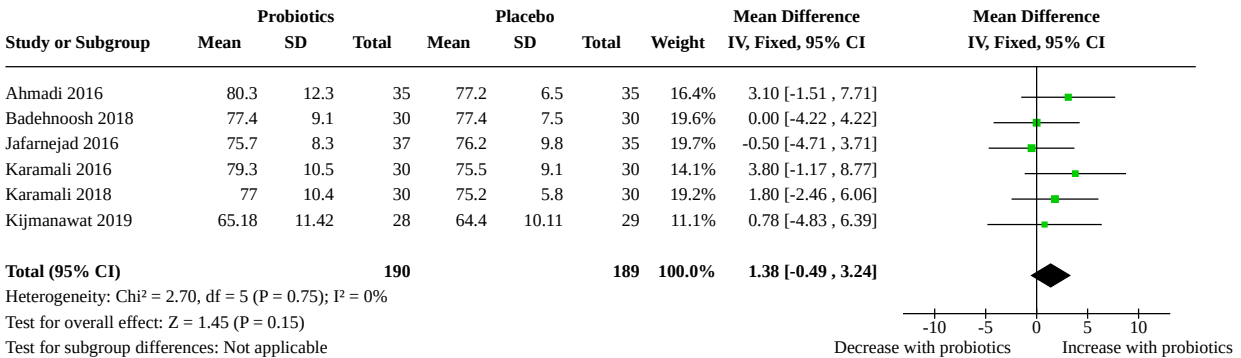 Probiotics Placebo Mean Difference Mean Difference
Study or Subgroup Mean SD Total Mean SD Total Weight IV, Fixed, 95% CI IV, Fixed, 95% CI
Ahmadi 2016 80.3 12.3 35 77.2 6.5 35 16.4% 3.10 [-1.51 , 7.71]
Badehnoosh 2018 77.4 9.1 30 77.4 7.5 30 19.6% 0.00 [-4.22 , 4.22]
Jafarnejad 2016 75.7 8.3 37 76.2 9.8 35 19.7% -0.50 [-4.71 , 3.71]
Karamali 2016 79.3 10.5 30 75.5 9.1 30 14.1% 3.80 [-1.17 , 8.77]
Karamali 2018 77 10.4 30 75.2 5.8 30 19.2% 1.80 [-2.46 , 6.06]
Kijmanawat 2019 65.18 11.42 28 64.4 10.11 29 11.1% 0.78 [-4.83 , 6.39]
Total (95% CI) 190 189 100.0% 1.38 [-0.49 , 3.24]
Heterogeneity: Chi² = 2.70, df = 5 (P = 0.75); I² = 0%
Test for overall effect: Z = 1.45 (P = 0.15) -10 -5 0 5 10
Test for subgroup differences: Not applicable Decrease with probiotics Increase with probiotics